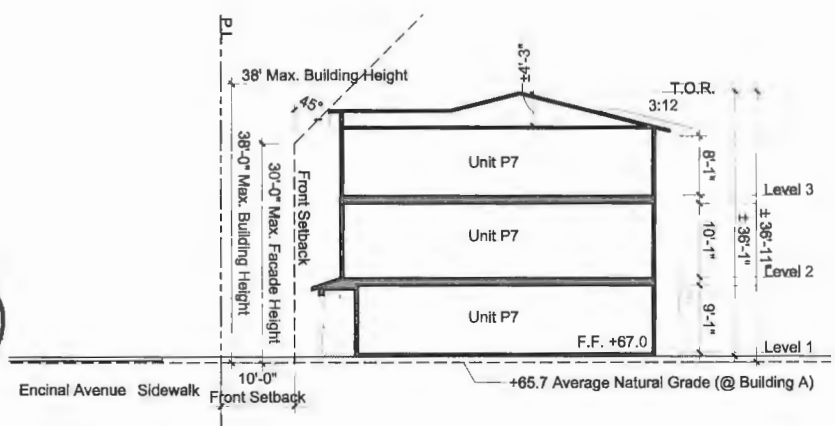 P.L.
38' Max. Building Height
±4'-3"
T.O.R.
3:12
45°
38'-0" Max. Building Height
30'-0" Max. Facade Height
Front Setback
Unit P7
8'-1"
Level 3
Unit P7
10'-1"
± 36'-1"
± 36'-11"
Level 2
Unit P7
9'-1"
F.F. +67.0
Level 1
Encinal Avenue Sidewalk
10'-0"
Front Setback
+65.7 Average Natural Grade (@ Building A)